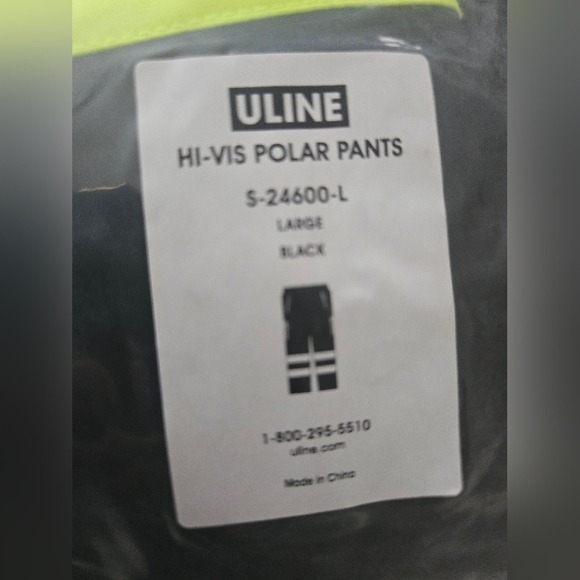 ULINE
HI-VIS POLAR PANTS
S-24600-L
LARGE
BLACK
1-800-295-5510
uline.com
Made in China